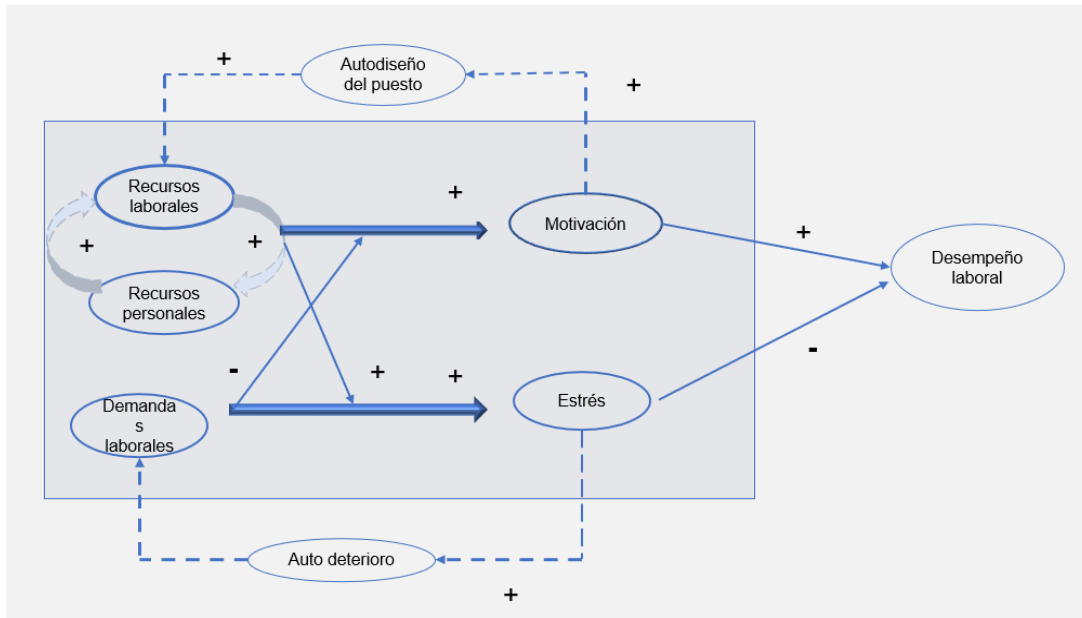 +
Autodiseño
del puesto
+
Recursos
laborales
+
Motivación
+
+
+
Desempeño
laboral
Recursos
personales
-
+
+
-
Demanda
s
laborales
Estrés
Auto deterioro
+